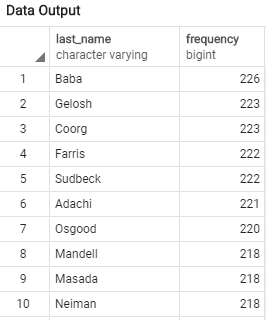 Data Output
last_name frequency
character varying bigint
1 Baba 226
2 Gelosh 223
3 Coorg 223
4 Farris 222
5 Sudbeck 222
6 Adachi 221
7 Osgood 220
8 Mandell 218
9 Masada 218
10 Neiman 218